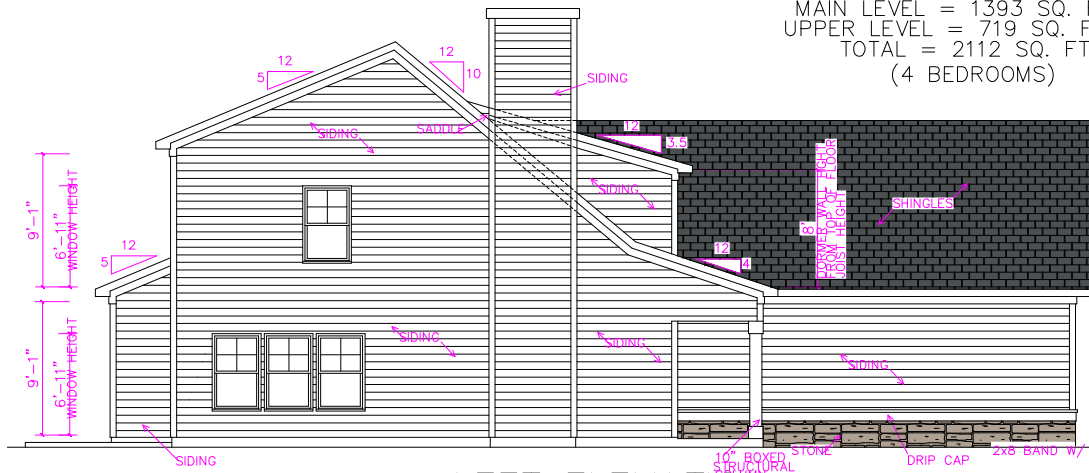 MAIN LEVEL = 1393 SQ.
UPPER LEVEL = 719 SQ.
TOTAL = 2112 SQ. FT
(4 BEDROOMS)
12
5
12
10
SIDING
SIDING
SADDLE
12
3.5
SIDING
8'
DORMER WALL HGHT
FROM TOP OF FLOOR
JOIST HEIGHT
SHINGLES
9'-1"
6'-11"
WINDOW HEIGHT
12
5
12
4
9'-1"
6'-11"
WINDOW HEIGHT
SIDING
SIDING
SIDING
SIDING
10" BOXED
STRUCTURAL
STONE
DRIP CAP
2x8 BAND W/